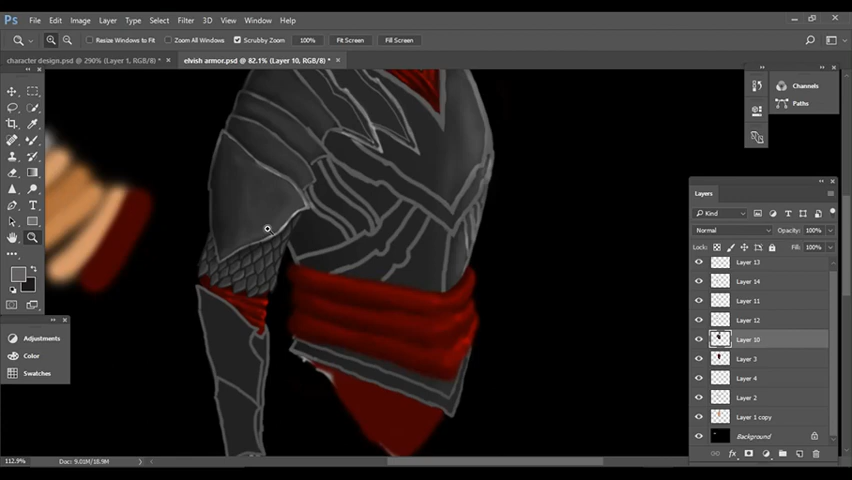 Ps File Edit Image Layer Type Select Filter 3D View Window Help
Resize Windows to Fit Zoom All Windows Scrubby Zoom 100% Fit Screen Fill Screen
character design.psd @ 290% (Layer 1, RGB/8) * × elvish armor.psd @ 82.1% (Layer 10, RGB/8) * ×
Channels
Paths
Layers
Kind
Normal Opacity: 100%
Lock: Fill: 100%
Layer 13
Layer 14
Layer 11
Layer 12
Layer 10
Layer 3
Layer 4
Layer 2
Layer 1 copy
Background
fx
T
Adjustments
Color
Swatches
112.9% Doc: 9.01M/18.9M